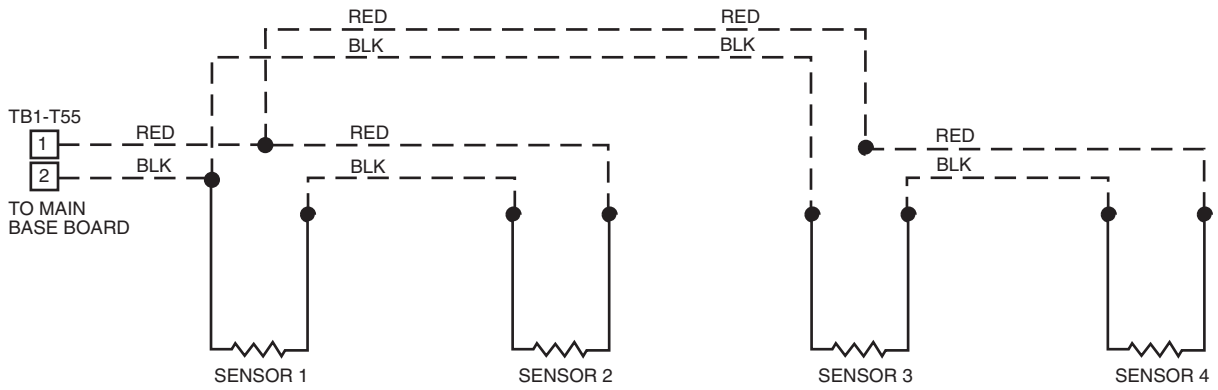 RED
RED
BLK
BLK
TB1-T55
1
RED
RED
RED
2
BLK
BLK
BLK
TO MAIN
BASE BOARD
SENSOR 1
SENSOR 2
SENSOR 3
SENSOR 4